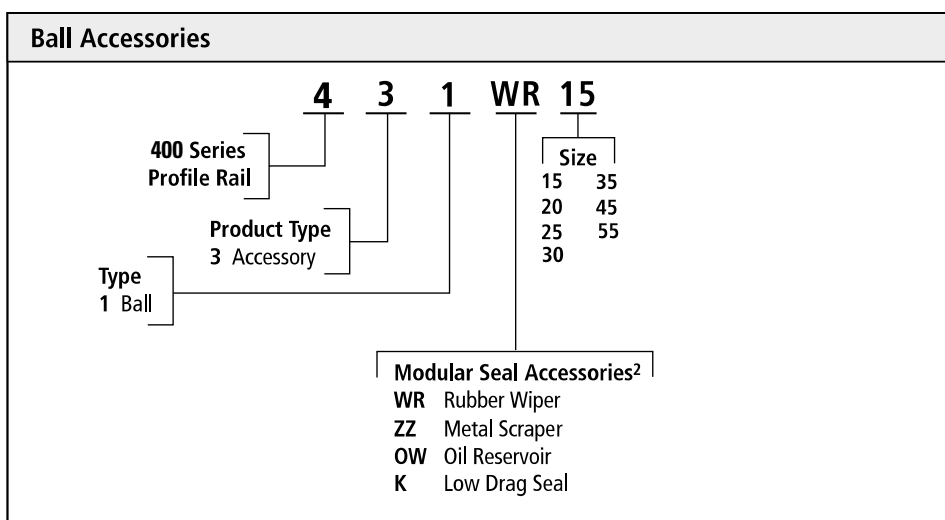 Ball Accessories
4 3 1 WR 15
400 Series
Profile Rail
Product Type
3 Accessory
Type
1 Ball
Size
15 35
20 45
25 55
30
Modular Seal Accessories²
WR Rubber Wiper
ZZ Metal Scraper
OW Oil Reservoir
K Low Drag Seal